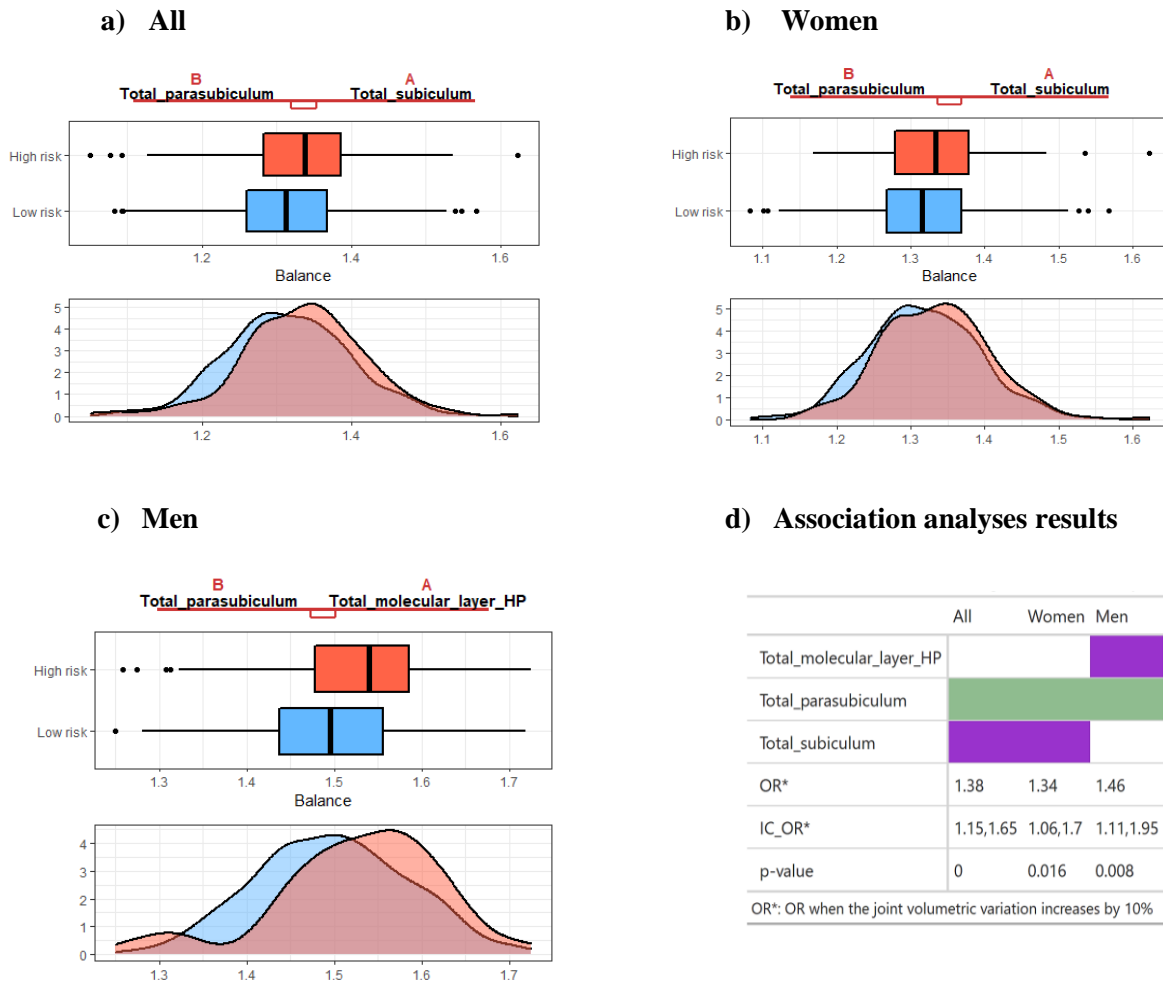 a) All
B A
Total_parasubiculum Total_subiculum
High risk
Low risk
1.2 1.4 1.6
Balance
5
4
3
2
1
0
1.2 1.4 1.6
b) Women
B A
Total_parasubiculum Total_subiculum
High risk
Low risk
1.1 1.2 1.3 1.4 1.5 1.6
Balance
5
4
3
2
1
0
1.1 1.2 1.3 1.4 1.5 1.6
c) Men
B A
Total_parasubiculum Total_molecular_layer_HP
High risk
Low risk
1.3 1.4 1.5 1.6 1.7
Balance
4
3
2
1
0
1.3 1.4 1.5 1.6 1.7
d) Association analyses results
All Women Men
Total_molecular_layer_HP
Total_parasubiculum
Total_subiculum
OR* 1.38 1.34 1.46
IC_OR* 1.15,1.65 1.06,1.7 1.11,1.95
p-value 0 0.016 0.008
OR*: OR when the joint volumetric variation increases by 10%